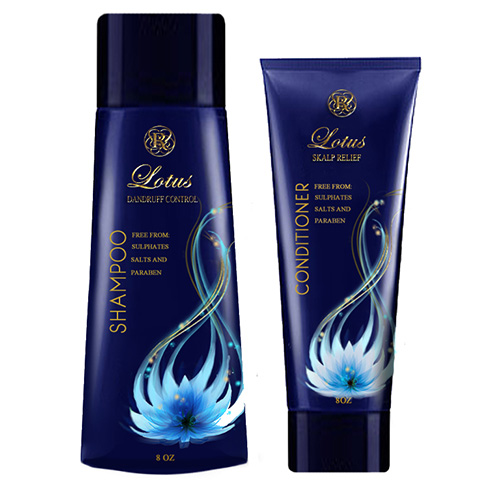 Lotus
DANDRUFF CONTROL
SHAMPOO
FREE FROM:
SULPHATES
SALTS AND
PARABEN
8 OZ
Lotus
SKALP RELIEF
CONDITIONER
FREE FROM:
SULPHATES
SALTS AND
PARABEN
8OZ